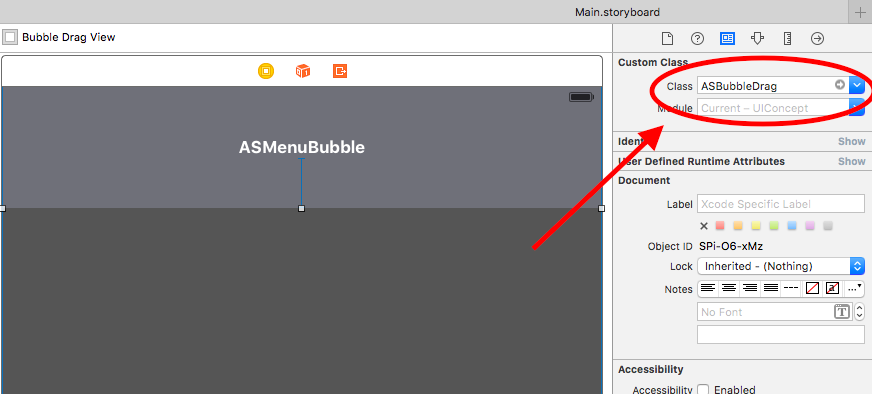 Main.storyboard
Bubble Drag View
Custom Class
Class ASBubbleDrag
Module Current – UIConcept
ASMenuBubble
Show
User Defined Runtime Attributes Show
Document
Label Xcode Specific Label
Object ID SPi-O6-xMz
Lock Inherited - (Nothing)
Notes
No Font T
Accessibility
Accessibility Enabled